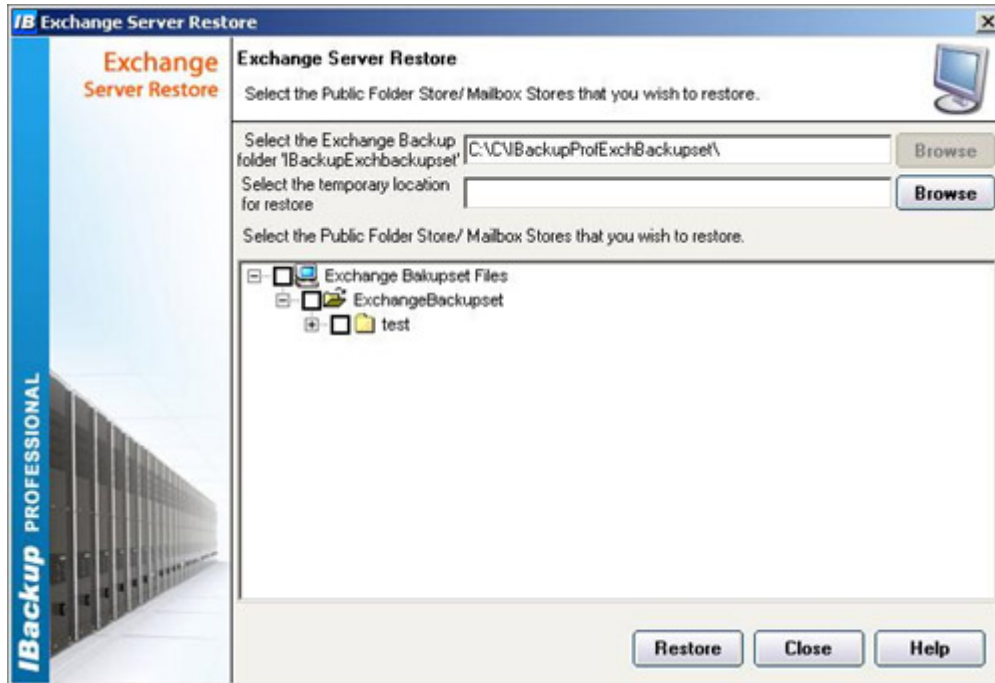 IB Exchange Server Restore
Exchange
Server Restore
Exchange Server Restore
Select the Public Folder Store/ Mailbox Stores that you wish to restore.
Select the Exchange Backup
folder 'IBackupExchbackupset'
C:\C\IBackupProfExchBackupset\
Browse
Select the temporary location
for restore
Browse
Select the Public Folder Store/ Mailbox Stores that you wish to restore.
Exchange Bakupset Files
ExchangeBackupset
test
IBackup PROFESSIONAL
Restore
Close
Help